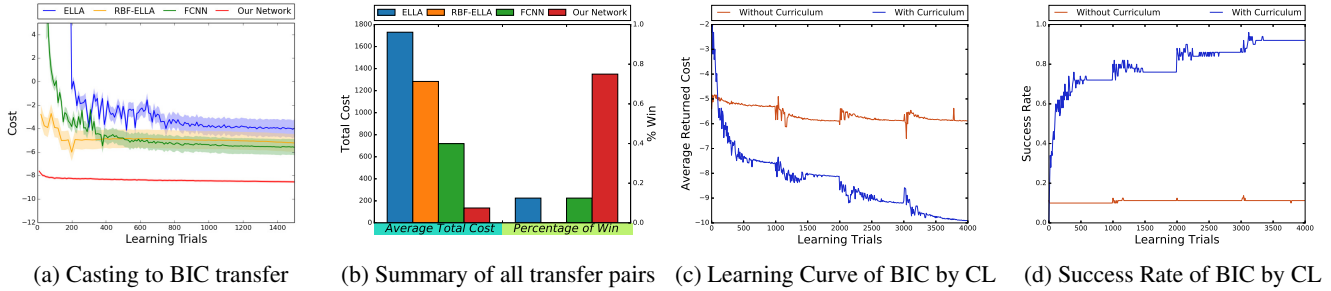 ELLA RBF-ELLA FCNN Our Network
4
2
0
−2
−4
−6
−8
−10
−12
Cost
0 200 400 600 800 1000 1200 1400
Learning Trials
(a) Casting to BIC transfer
ELLA
RBF-ELLA
FCNN
Our Network
1800
1600
1400
1200
1000
800
600
400
200
0
Total Cost
1.0
0.8
0.6
0.4
0.2
0.0
% Win
Average Total Cost Percentage of Win
(b) Summary of all transfer pairs
Without Curriculum With Curriculum
−2
−3
−4
−5
−6
−7
−8
−9
−10
Average Returned Cost
0 500 1000 1500 2000 2500 3000 3500 4000
Learning Trials
(c) Learning Curve of BIC by CL
Without Curriculum With Curriculum
1.0
0.8
0.6
0.4
0.2
0.0
Success Rate
0 500 1000 1500 2000 2500 3000 3500 4000
Learning Trials
(d) Success Rate of BIC by CL